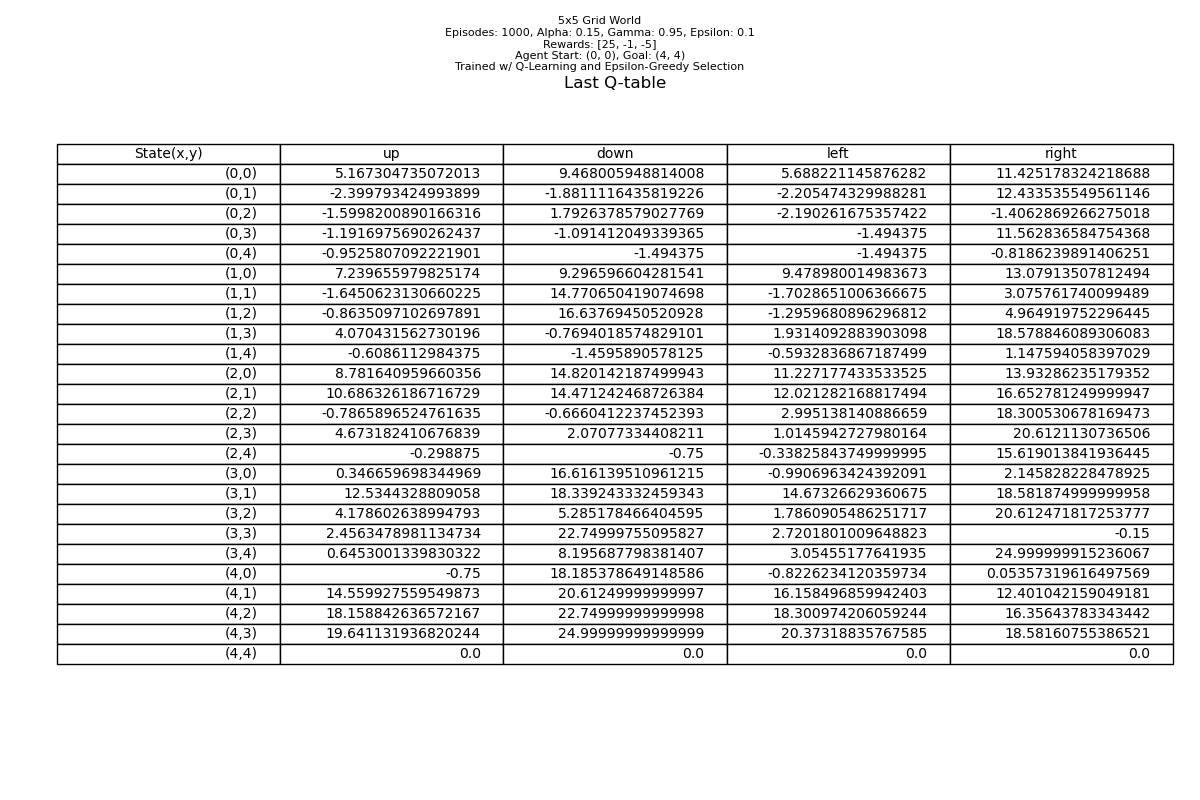 5x5 Grid World
Episodes: 1000, Alpha: 0.15, Gamma: 0.95, Epsilon: 0.1
Rewards: [25, -1, -5]
Agent Start: (0, 0), Goal: (4, 4)
Trained w/ Q-Learning and Epsilon-Greedy Selection
Last Q-table
State(x,y) up down left right
(0,0) 5.167304735072013 9.468005948814008 5.688221145876282 11.425178324218688
(0,1) -2.399793424993899 -1.8811116435819226 -2.205474329988281 12.433535549561146
(0,2) -1.5998200890166316 1.7926378579027769 -2.190261675357422 -1.4062869266275018
(0,3) -1.1916975690262437 -1.091412049339365 -1.494375 11.562836584754368
(0,4) -0.9525807092221901 -1.494375 -1.494375 -0.8186239891406251
(1,0) 7.239655979825174 9.296596604281541 9.478980014983673 13.07913507812494
(1,1) -1.6450623130660225 14.770650419074698 -1.7028651006366675 3.075761740099489
(1,2) -0.8635097102697891 16.63769450520928 -1.2959680896296812 4.964919752296445
(1,3) 4.070431562730196 -0.7694018574829101 1.9314092883903098 18.578846089306083
(1,4) -0.6086112984375 -1.4595890578125 -0.5932836867187499 1.147594058397029
(2,0) 8.781640959660356 14.820142187499943 11.227177433533525 13.93286235179352
(2,1) 10.686326186716729 14.471242468726384 12.021282168817494 16.652781249999947
(2,2) -0.7865896524761635 -0.6660412237452393 2.995138140886659 18.300530678169473
(2,3) 4.673182410676839 2.07077334408211 1.0145942727980164 20.6121130736506
(2,4) -0.298875 -0.75 -0.33825843749999995 15.619013841936445
(3,0) 0.346659698344969 16.616139510961215 -0.9906963424392091 2.145828228478925
(3,1) 12.5344328809058 18.339243332459343 14.67326629360675 18.581874999999958
(3,2) 4.178602638994793 5.285178466404595 1.7860905486251717 20.612471817253777
(3,3) 2.4563478981134734 22.749997550958​27 2.7201801009648823 -0.15
(3,4) 0.6453001339830322 8.195687798381407 3.05455177641935 24.999999915236067
(4,0) -0.75 18.185378649148586 -0.8226234120359734 0.05357319616497569
(4,1) 14.559927559549873 20.61249999999997 16.158496859942403 12.401042159049181
(4,2) 18.158842636572167 22.74999999999998 18.300974206059244 16.35643783343442
(4,3) 19.641131936820244 24.99999999999999 20.37318835767585 18.58160755386521
(4,4) 0.0 0.0 0.0 0.0